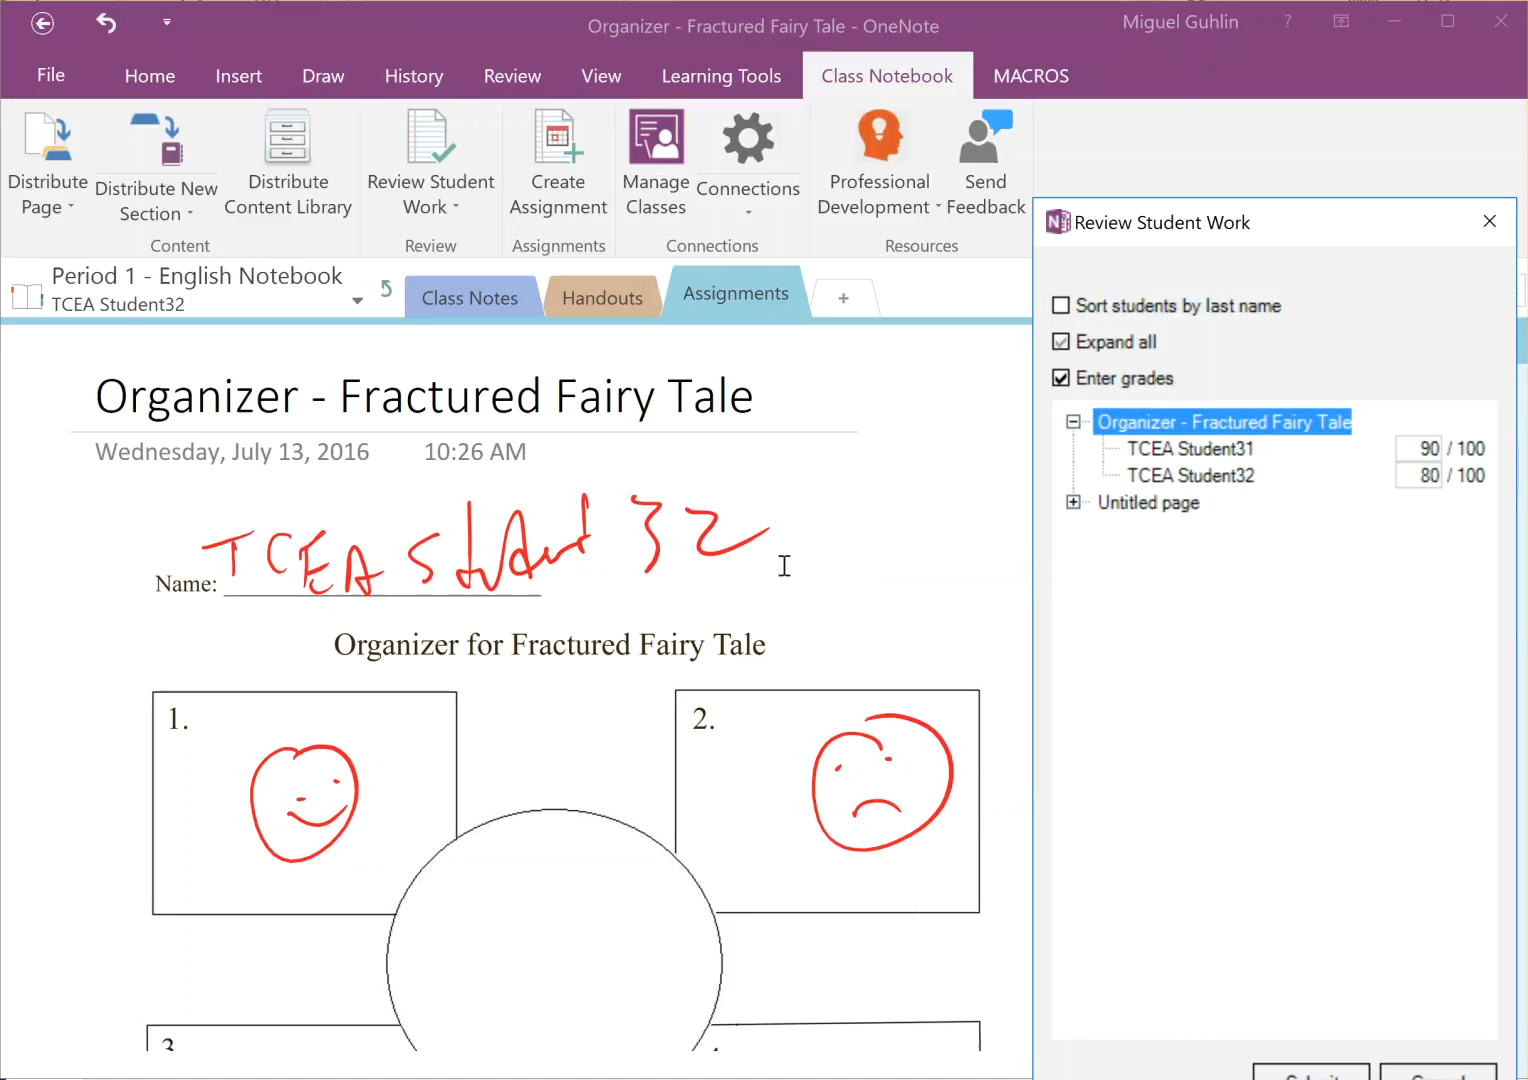 Organizer - Fractured Fairy Tale - OneNote
Miguel Guhlin
?
File
Home
Insert
Draw
History
Review
View
Learning Tools
Class Notebook
MACROS
Distribute
Page
Distribute New
Section
Distribute
Content Library
Content
Review Student
Work
Review
Create
Assignment
Assignments
Manage
Classes
Connections
Connections
Professional
Development
Send
Feedback
Resources
Period 1 - English Notebook
TCEA Student32
Class Notes
Handouts
Assignments
+
Organizer - Fractured Fairy Tale
Wednesday, July 13, 2016 10:26 AM
TCEA Student 32
Name:
Organizer for Fractured Fairy Tale
1.
2.
3
Review Student Work
Sort students by last name
Expand all
Enter grades
Organizer - Fractured Fairy Tale
TCEA Student31 90 / 100
TCEA Student32 80 / 100
Untitled page